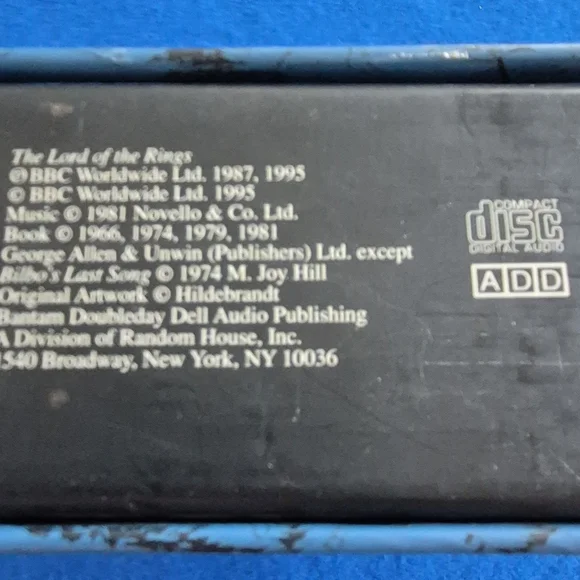 The Lord of the Rings
℗ BBC Worldwide Ltd. 1987, 1995
© BBC Worldwide Ltd. 1995
Music © 1981 Novello & Co. Ltd.
Book © 1966, 1974, 1979, 1981
George Allen & Unwin (Publishers) Ltd. except
Bilbo's Last Song © 1974 M. Joy Hill
Original Artwork © Hildebrandt
Bantam Doubleday Dell Audio Publishing
A Division of Random House, Inc.
1540 Broadway, New York, NY 10036
COMPACT
disc
DIGITAL AUDIO
ADD